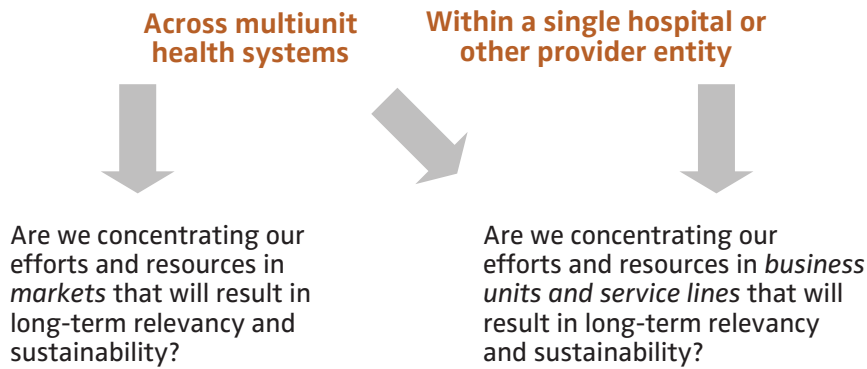 Across multiunit
health systems
Within a single hospital or
other provider entity
Are we concentrating our
efforts and resources in
markets that will result in
long-term relevancy and
sustainability?
Are we concentrating our
efforts and resources in business
units and service lines that will
result in long-term relevancy
and sustainability?